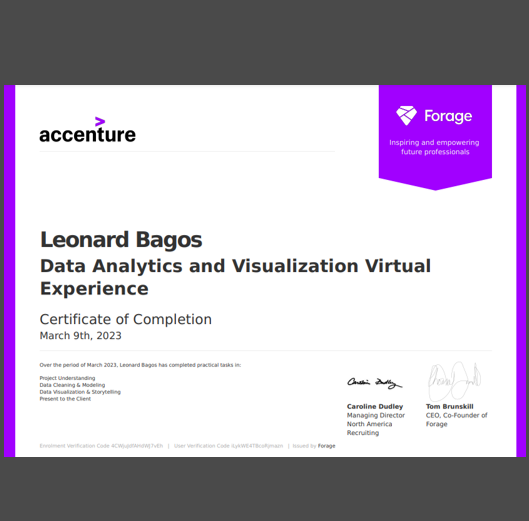 accenture
Forage
Inspiring and empowering
future professionals
Leonard Bagos
Data Analytics and Visualization Virtual
Experience
Certificate of Completion
March 9th, 2023
Over the period of March 2023, Leonard Bagos has completed practical tasks in:
Project Understanding
Data Cleaning & Modeling
Data Visualization & Storytelling
Present to the Client
Caroline Dudley
Managing Director
North America
Recruiting
Tom Brunskill
CEO, Co-Founder of
Forage
Enrolment Verification Code | User Verification Code | Issued by Forage